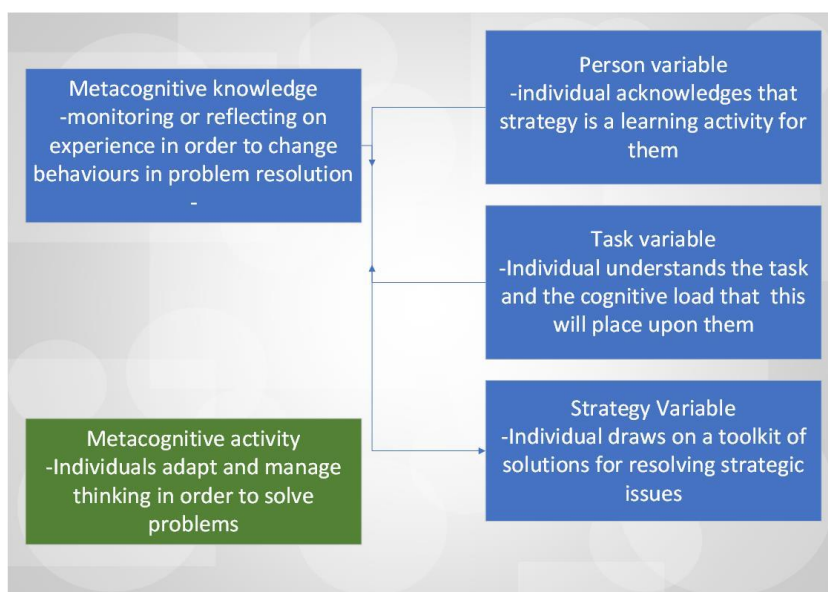 Metacognitive knowledge
-monitoring or reflecting on
experience in order to change
behaviours in problem resolution
-
Metacognitive activity
-Individuals adapt and manage
thinking in order to solve
problems
Person variable
-individual acknowledges that
strategy is a learning activity for
them
Task variable
-Individual understands the task
and the cognitive load that  this
will place upon them
Strategy Variable
-Individual draws on a toolkit of
solutions for resolving strategic
issues